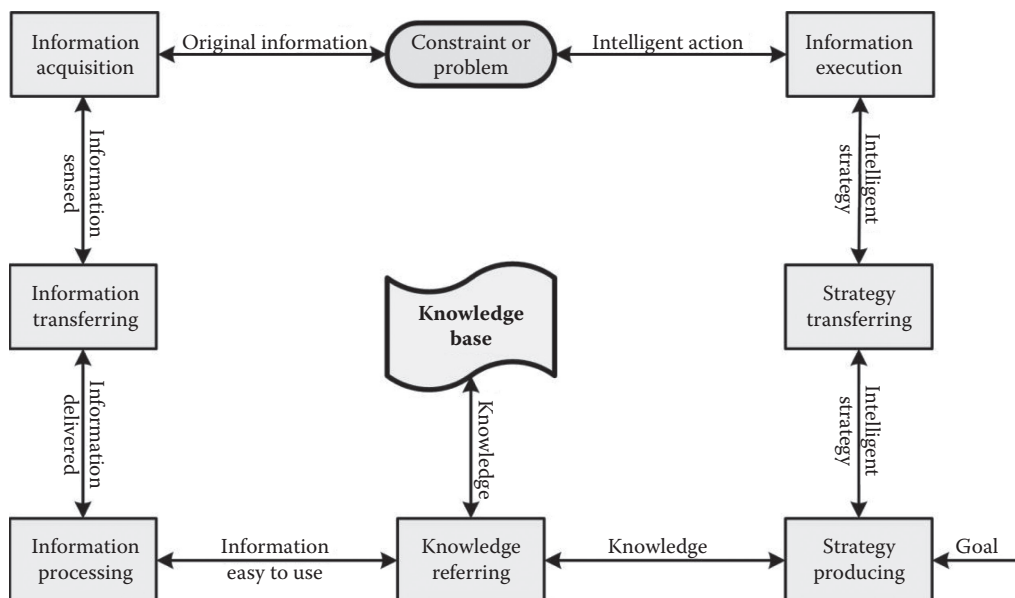 Information
acquisition
Original information
Constraint or
problem
Intelligent action
Information
execution
Information
sensed
Intelligent
strategy
Information
transferring
Knowledge
base
Strategy
transferring
Information
delivered
Knowledge
Intelligent
strategy
Information
processing
Information
easy to use
Knowledge
referring
Knowledge
Strategy
producing
Goal